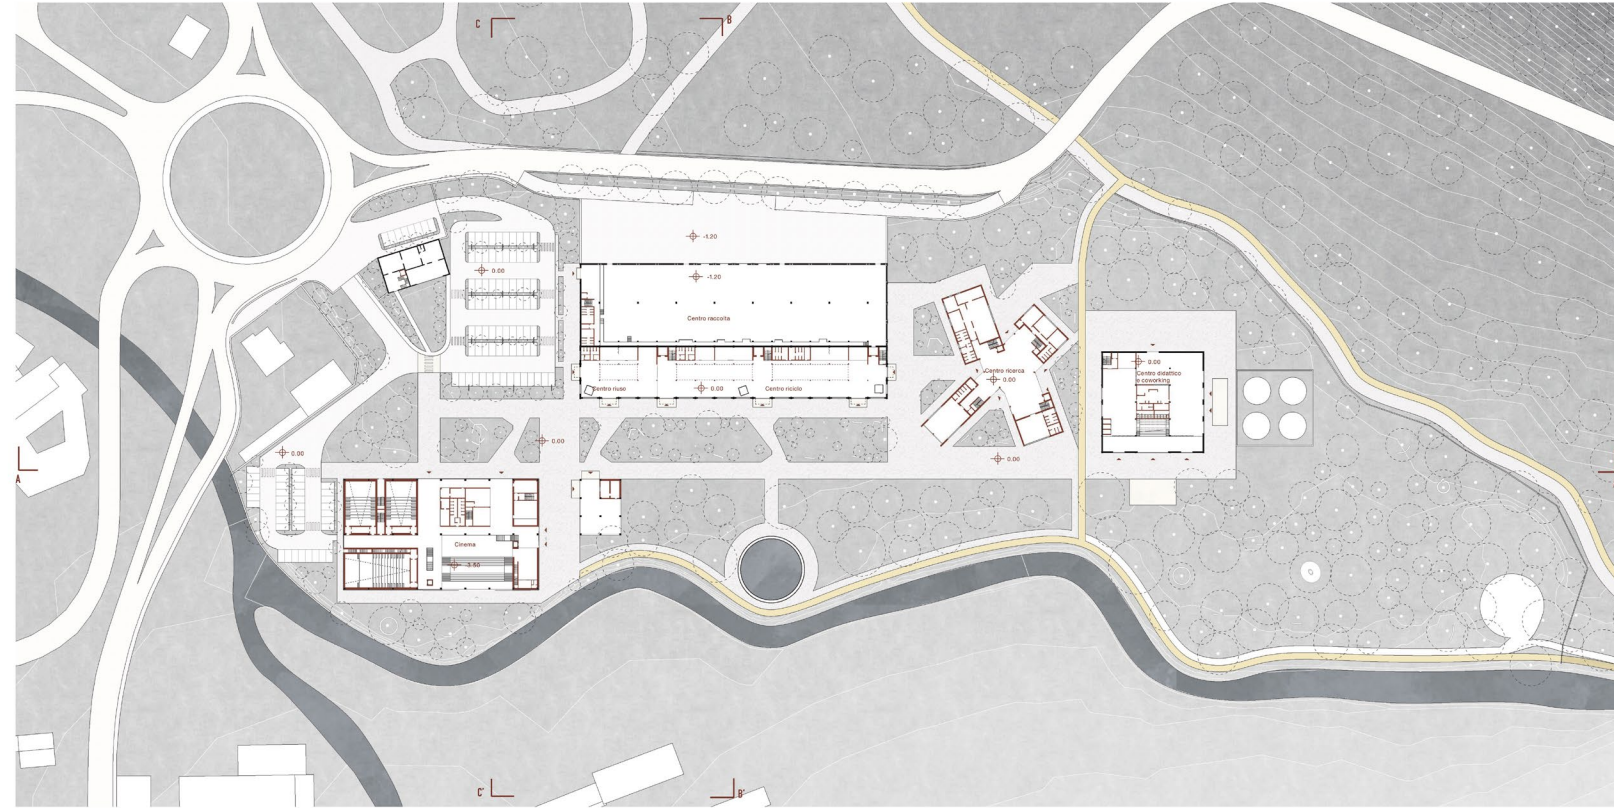 C
B
-1.20
0.00
-1.20
Centro raccolta
0.00
Centro didattico
e coworking
Centro ricerca
0.00
Centro riuso
0.00
Centro riciclo
0.00
0.00
0.00
A
Cinema
-3.50
C'
B'